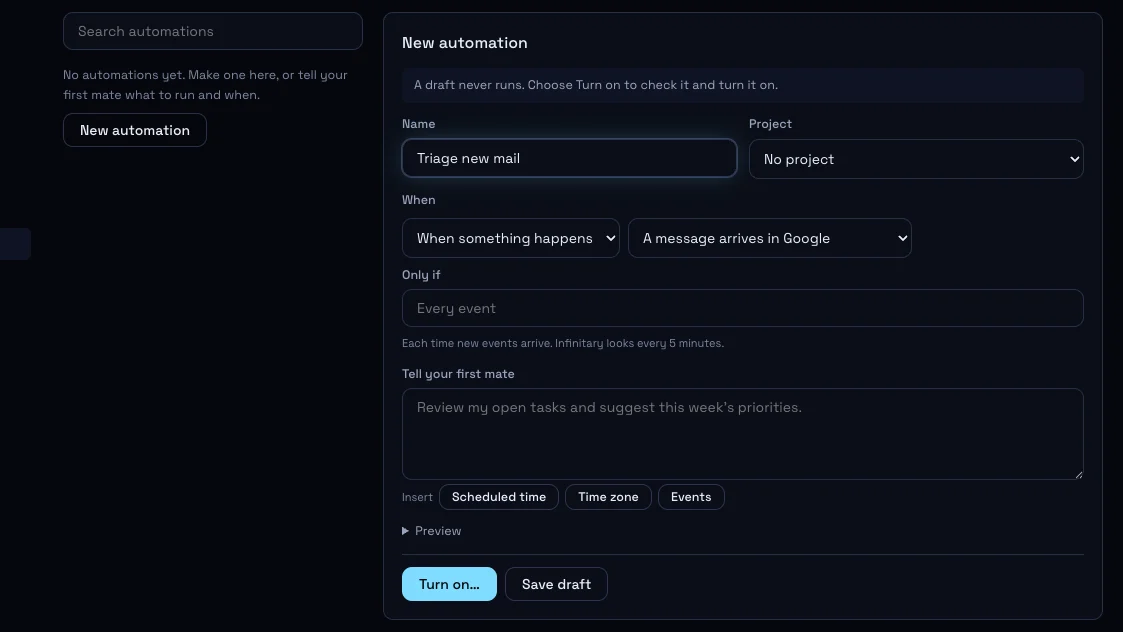 Search automations
No automations yet. Make one here, or tell your
first mate what to run and when.
New automation
New automation
A draft never runs. Choose Turn on to check it and turn it on.
Name
Project
Triage new mail
No project
When
When something happens
A message arrives in Google
Only if
Every event
Each time new events arrive. Infinitary looks every 5 minutes.
Tell your first mate
Review my open tasks and suggest this week's priorities.
Insert
Scheduled time
Time zone
Events
Preview
Turn on…
Save draft